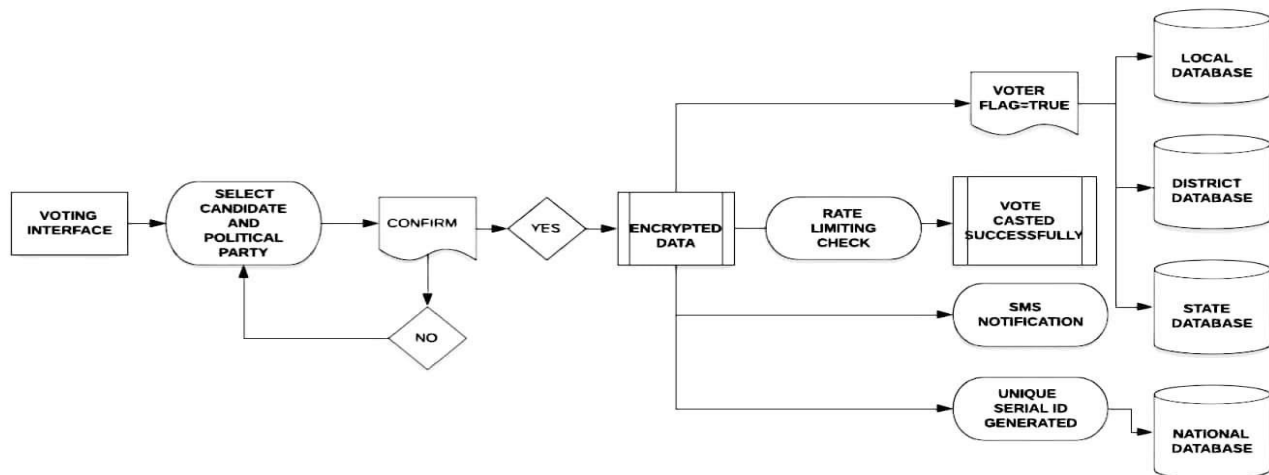 VOTING
INTERFACE
SELECT
CANDIDATE
AND
POLITICAL
PARTY
CONFIRM
NO
YES
ENCRYPTED
DATA
VOTER
FLAG=TRUE
RATE
LIMITING
CHECK
VOTE
CASTED
SUCCESSFULLY
SMS
NOTIFICATION
UNIQUE
SERIAL ID
GENERATED
LOCAL
DATABASE
DISTRICT
DATABASE
STATE
DATABASE
NATIONAL
DATABASE